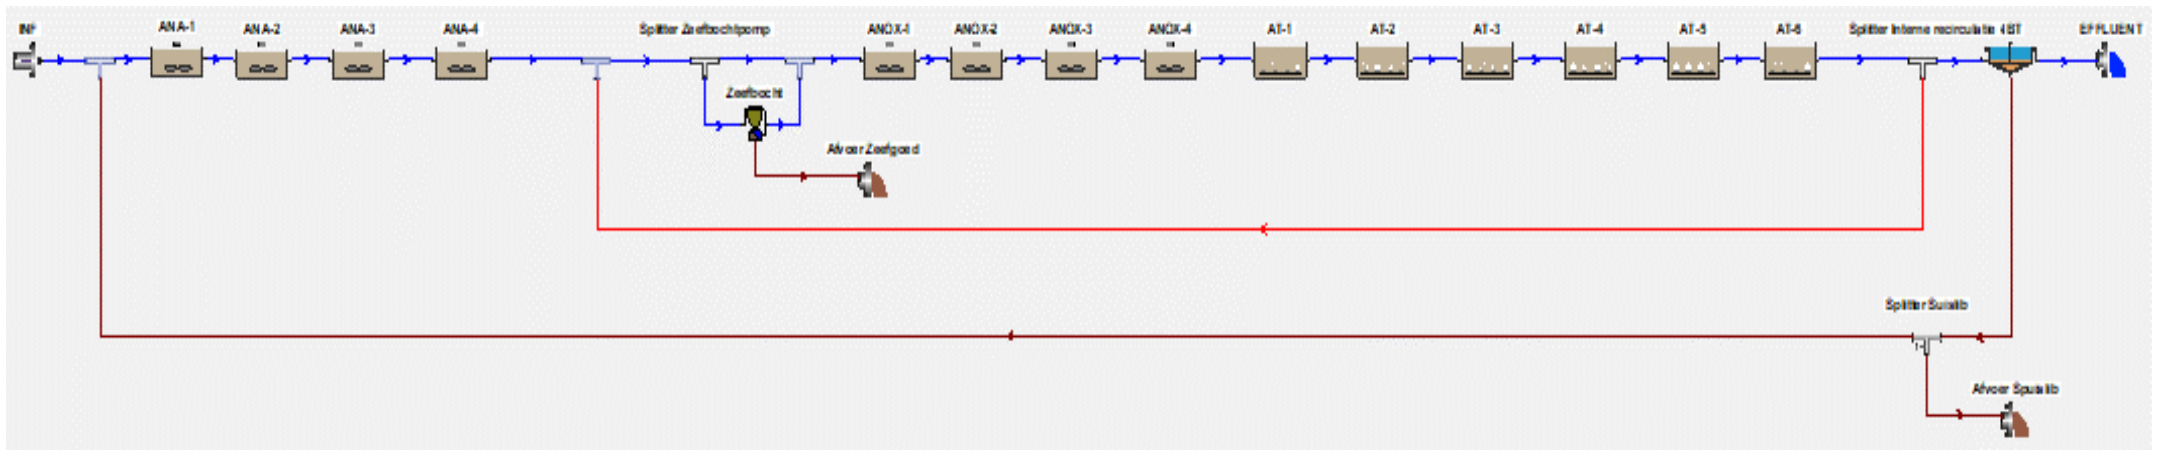 INF
ANA-1
ANA-2
ANA-3
ANA-4
Splitter Zeefbochtpomp
ANOX-1
ANOX-2
ANOX-3
ANOX-4
AT-1
AT-2
AT-3
AT-4
AT-5
AT-6
Splitter Interne recirculatie 4BT
EFFLUENT
Zeefbocht
Afvoer Zeefgoed
Splitter
Afvoer Spuislib